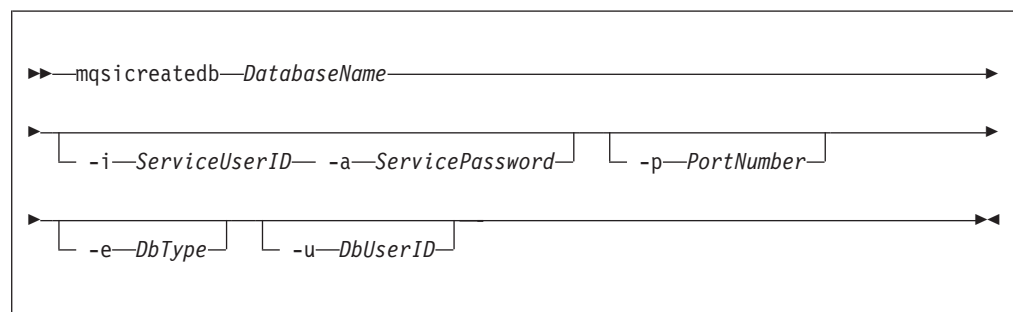 mqsicreatedb DatabaseName
-i ServiceUserID -a ServicePassword -p PortNumber
-e DbType -u DbUserID